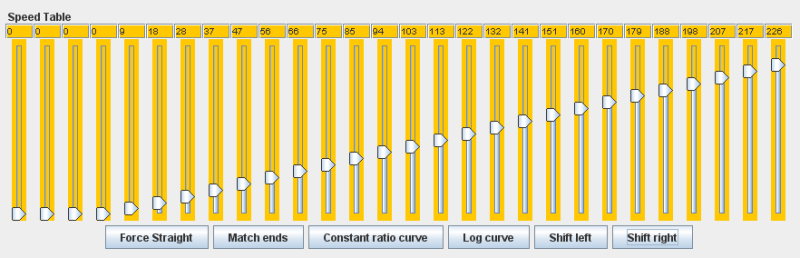 Speed Table
0 0 0 0 9 18 28 37 47 56 66 75 85 94 103 113 122 132 141 151 160 170 179 188 198 207 217 226
Force Straight Match ends Constant ratio curve Log curve Shift left Shift right